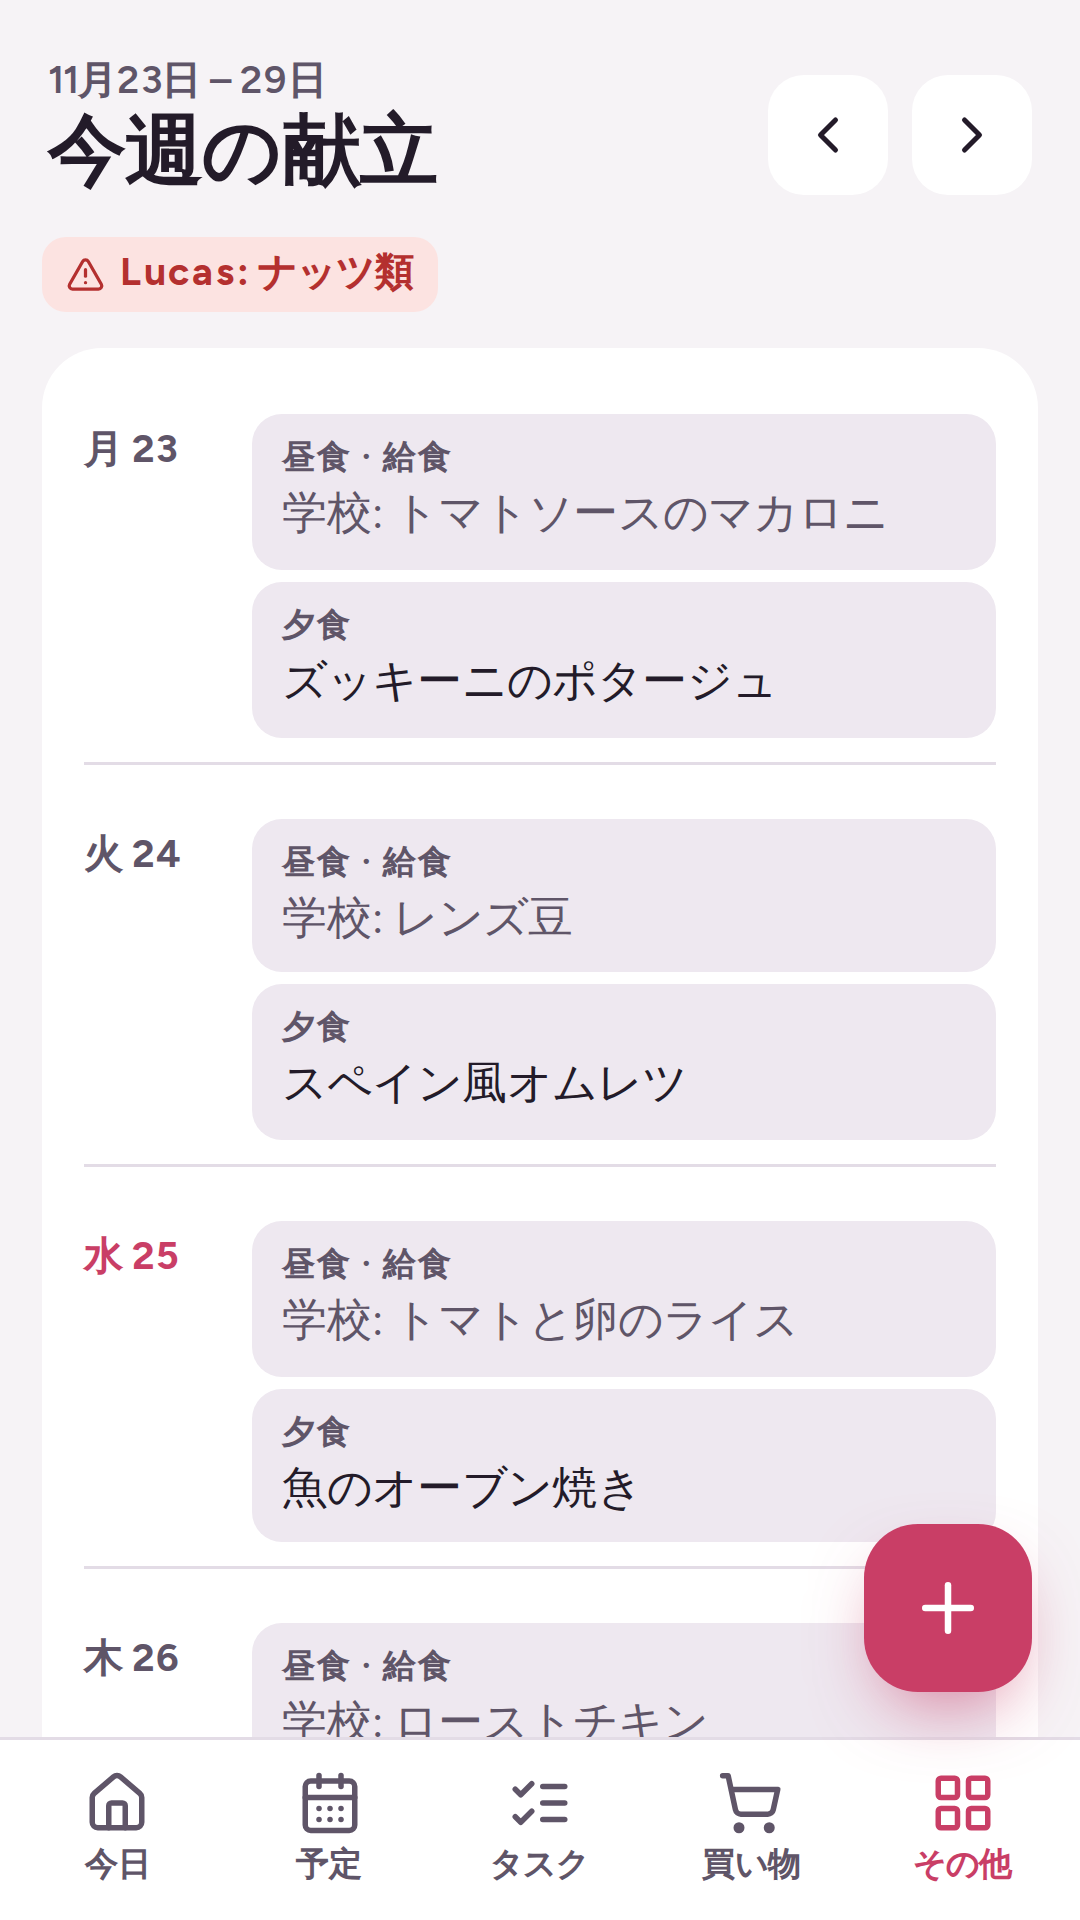 11月23日 – 29日
今週の献立
Lucas: ナッツ類
月 23
昼食 · 給食
学校: トマトソースのマカロニ
夕食
ズッキーニのポタージュ
火 24
昼食 · 給食
学校: レンズ豆
夕食
スペイン風オムレツ
水 25
昼食 · 給食
学校: トマトと卵のライス
夕食
魚のオーブン焼き
木 26
昼食 · 給食
学校: ローストチキン
今日
予定
タスク
買い物
その他